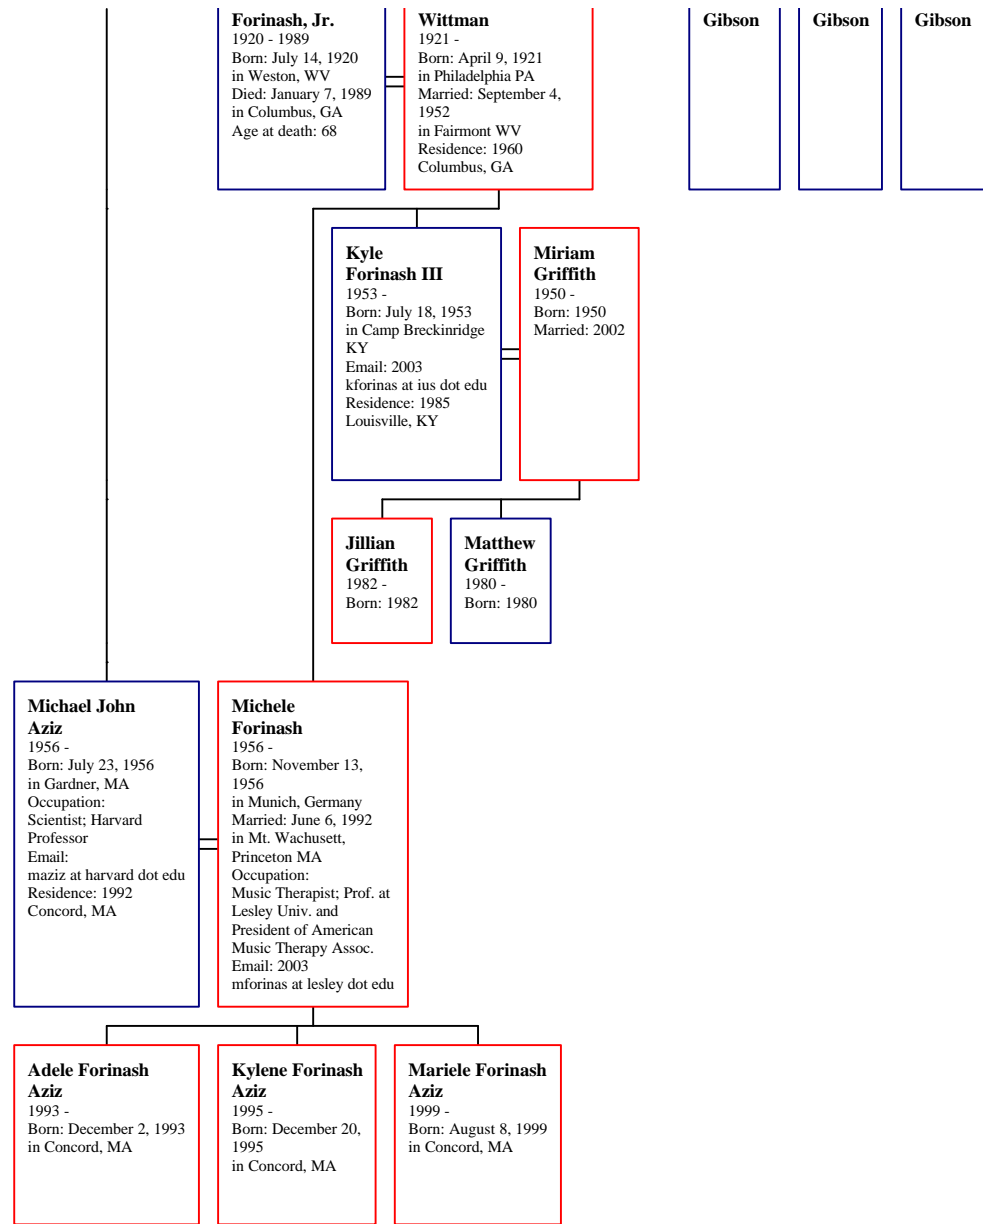 Forinash, Jr.
1920 - 1989
Born: July 14, 1920
in Weston, WV
Died: January 7, 1989
in Columbus, GA
Age at death: 68
Wittman
1921 -
Born: April 9, 1921
in Philadelphia PA
Married: September 4,
1952
in Fairmont WV
Residence: 1960
Columbus, GA
Gibson
Gibson
Gibson
Kyle
Forinash III
1953 -
Born: July 18, 1953
in Camp Breckinridge
KY
Email: 2003
kforinas at ius dot edu
Residence: 1985
Louisville, KY
Miriam
Griffith
1950 -
Born: 1950
Married: 2002
Jillian
Griffith
1982 -
Born: 1982
Matthew
Griffith
1980 -
Born: 1980
Michael John
Aziz
1956 -
Born: July 23, 1956
in Gardner, MA
Occupation:
Scientist; Harvard
Professor
Email:
maziz at harvard dot edu
Residence: 1992
Concord, MA
Michele
Forinash
1956 -
Born: November 13,
1956
in Munich, Germany
Married: June 6, 1992
in Mt. Wachusett,
Princeton MA
Occupation:
Music Therapist; Prof. at
Lesley Univ. and
President of American
Music Therapy Assoc.
Email: 2003
mforinas at lesley dot edu
Adele Forinash
Aziz
1993 -
Born: December 2, 1993
in Concord, MA
Kylene Forinash
Aziz
1995 -
Born: December 20,
1995
in Concord, MA
Mariele Forinash
Aziz
1999 -
Born: August 8, 1999
in Concord, MA